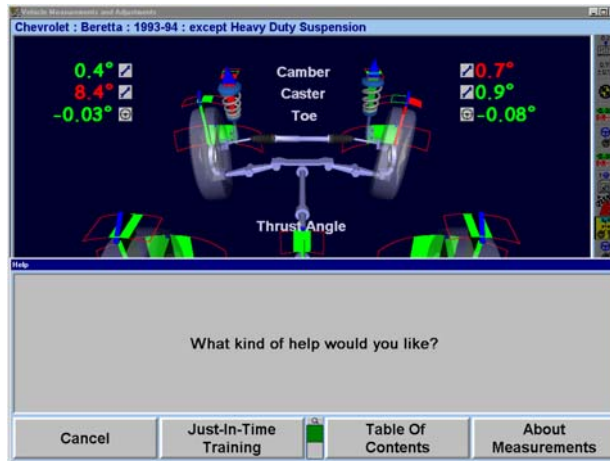 Vehicle Measurements and Adjustments
Chevrolet : Beretta : 1993-94 : except Heavy Duty Suspension
0.4° Camber 0.7°
8.4° Caster 0.9°
-0.03° Toe -0.08°
Thrust Angle
Help
What kind of help would you like?
Cancel
Just-In-Time
Training
Table Of
Contents
About
Measurements